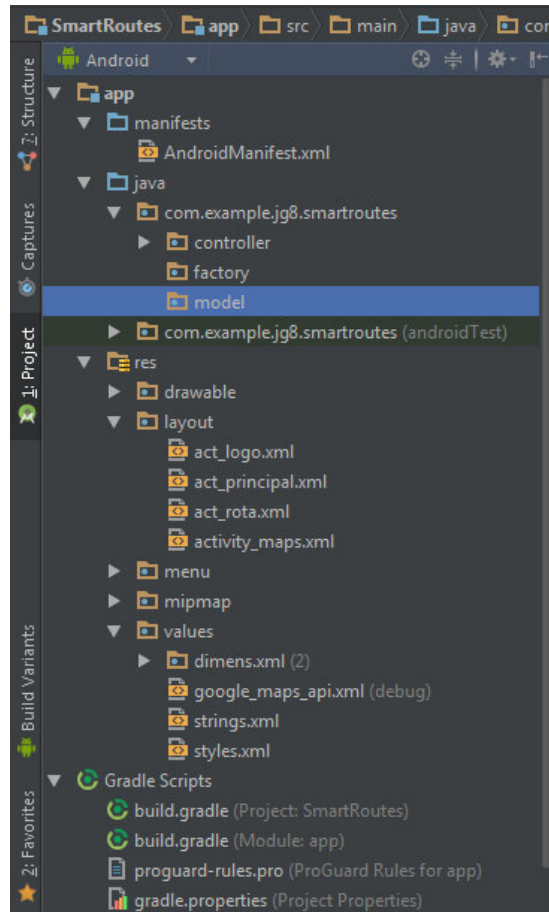 SmartRoutes app src main java com
Android
app
manifests
AndroidManifest.xml
java
com.example.jg8.smartroutes
controller
factory
model
com.example.jg8.smartroutes (androidTest)
res
drawable
layout
act_logo.xml
act_principal.xml
act_rota.xml
activity_maps.xml
menu
mipmap
values
dimens.xml (2)
google_maps_api.xml (debug)
strings.xml
styles.xml
Gradle Scripts
build.gradle (Project: SmartRoutes)
build.gradle (Module: app)
proguard-rules.pro (ProGuard Rules for app)
gradle.properties (Project Properties)
7: Structure
Captures
1: Project
Build Variants
2: Favorites